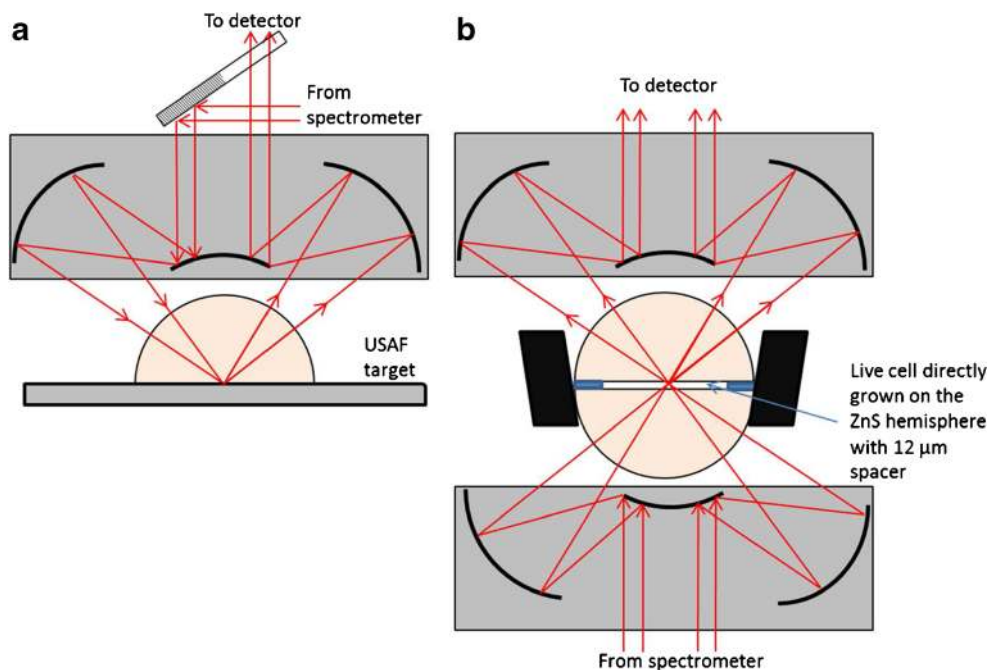 a
To detector
From
spectrometer
USAF
target
b
To detector
Live cell directly
grown on the
ZnS hemisphere
with 12 μm
spacer
From spectrometer